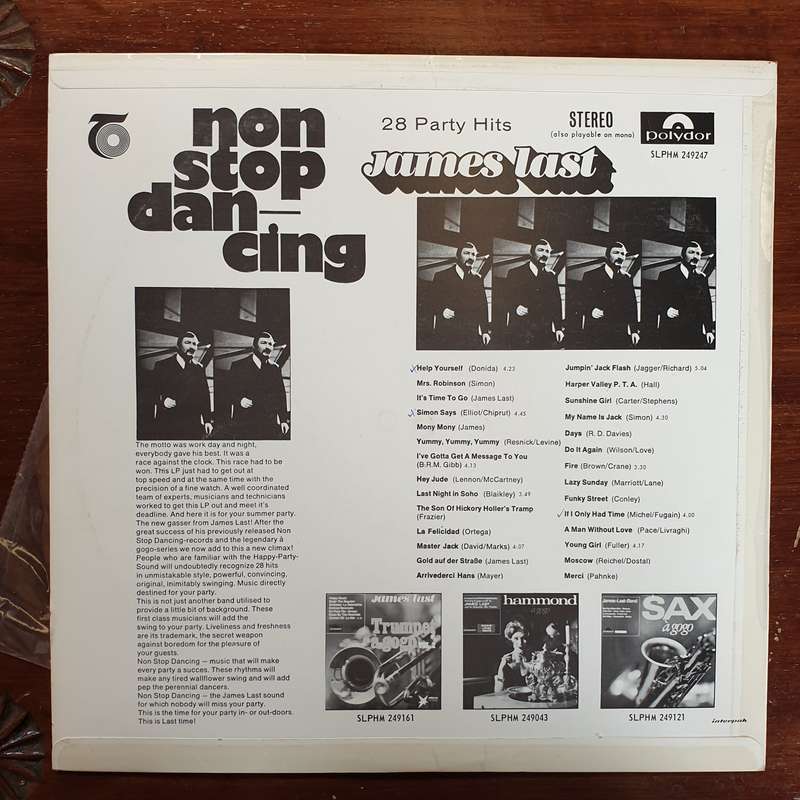 non
stop
dan—
cing
28 Party Hits
STEREO
(also playable on mono)
polydor
SLPHM 249247
james last
Help Yourself (Donida) 4.23
Mrs. Robinson (Simon)
It's Time To Go (James Last)
Simon Says (Elliot/Chiprut) 4.45
Mony Mony (James)
Yummy, Yummy, Yummy (Resnick/Levine)
I've Gotta Get A Message To You
(B.R.M. Gibb) 4.13
Hey Jude (Lennon/McCartney)
Last Night in Soho (Blaikley) 3.49
The Son Of Hickory Holler's Tramp
(Frazier)
La Felicidad (Ortega)
Master Jack (David/Marks) 4.07
Gold auf der Straße (James Last)
Arrivederci Hans (Mayer)
Jumpin' Jack Flash (Jagger/Richard) 5.04
Harper Valley P. T. A. (Hall)
Sunshine Girl (Carter/Stephens)
My Name Is Jack (Simon) 4.30
Days (R. D. Davies)
Do It Again (Wilson/Love)
Fire (Brown/Crane) 3.30
Lazy Sunday (Marriott/Lane)
Funky Street (Conley)
If I Only Had Time (Michel/Fugain) 4.00
A Man Without Love (Pace/Livraghi)
Young Girl (Fuller) 4.17
Moscow (Reichel/Dostal)
Merci (Pahnke)
The motto was work day and night,
everybody gave his best. It was a
race against the clock. This race had to be
won. This LP just had to get out at
top speed and at the same time with the
precision of a fine watch. A well coordinated
team of experts, musicians and technicians
worked to get this LP out and meet it's
deadline. And here it is for your summer party.
The new gasser from James Last! After the
great success of his previously released Non
Stop Dancing-records and the legendary à
gogo-series we now add to this a new climax!
People who are familiar with the Happy-Party-
Sound will undoubtedly recognize 28 hits
in unmistakable style, powerful, convincing,
original, inimitably swinging. Music directly
destined for your party.
This is not just another band utilised to
provide a little bit of background. These
first class musicians will add the
swing to your party. Liveliness and freshness
are its trademark, the secret weapon
against boredom for the pleasure of
your guests.
Non Stop Dancing — music that will make
every party a succes. These rhythms will
make any tired wallflower swing and will add
pep the perennial dancers.
Non Stop Dancing — the James Last sound
for which nobody will miss your party.
This is the time for your party in- or out-doors.
This is Last time!
james last
Trumpet
à gogo
SLPHM 249161
hammond
à gogo
SLPHM 249043
James-Last-Band
SAX
à gogo
SLPHM 249121
interpak